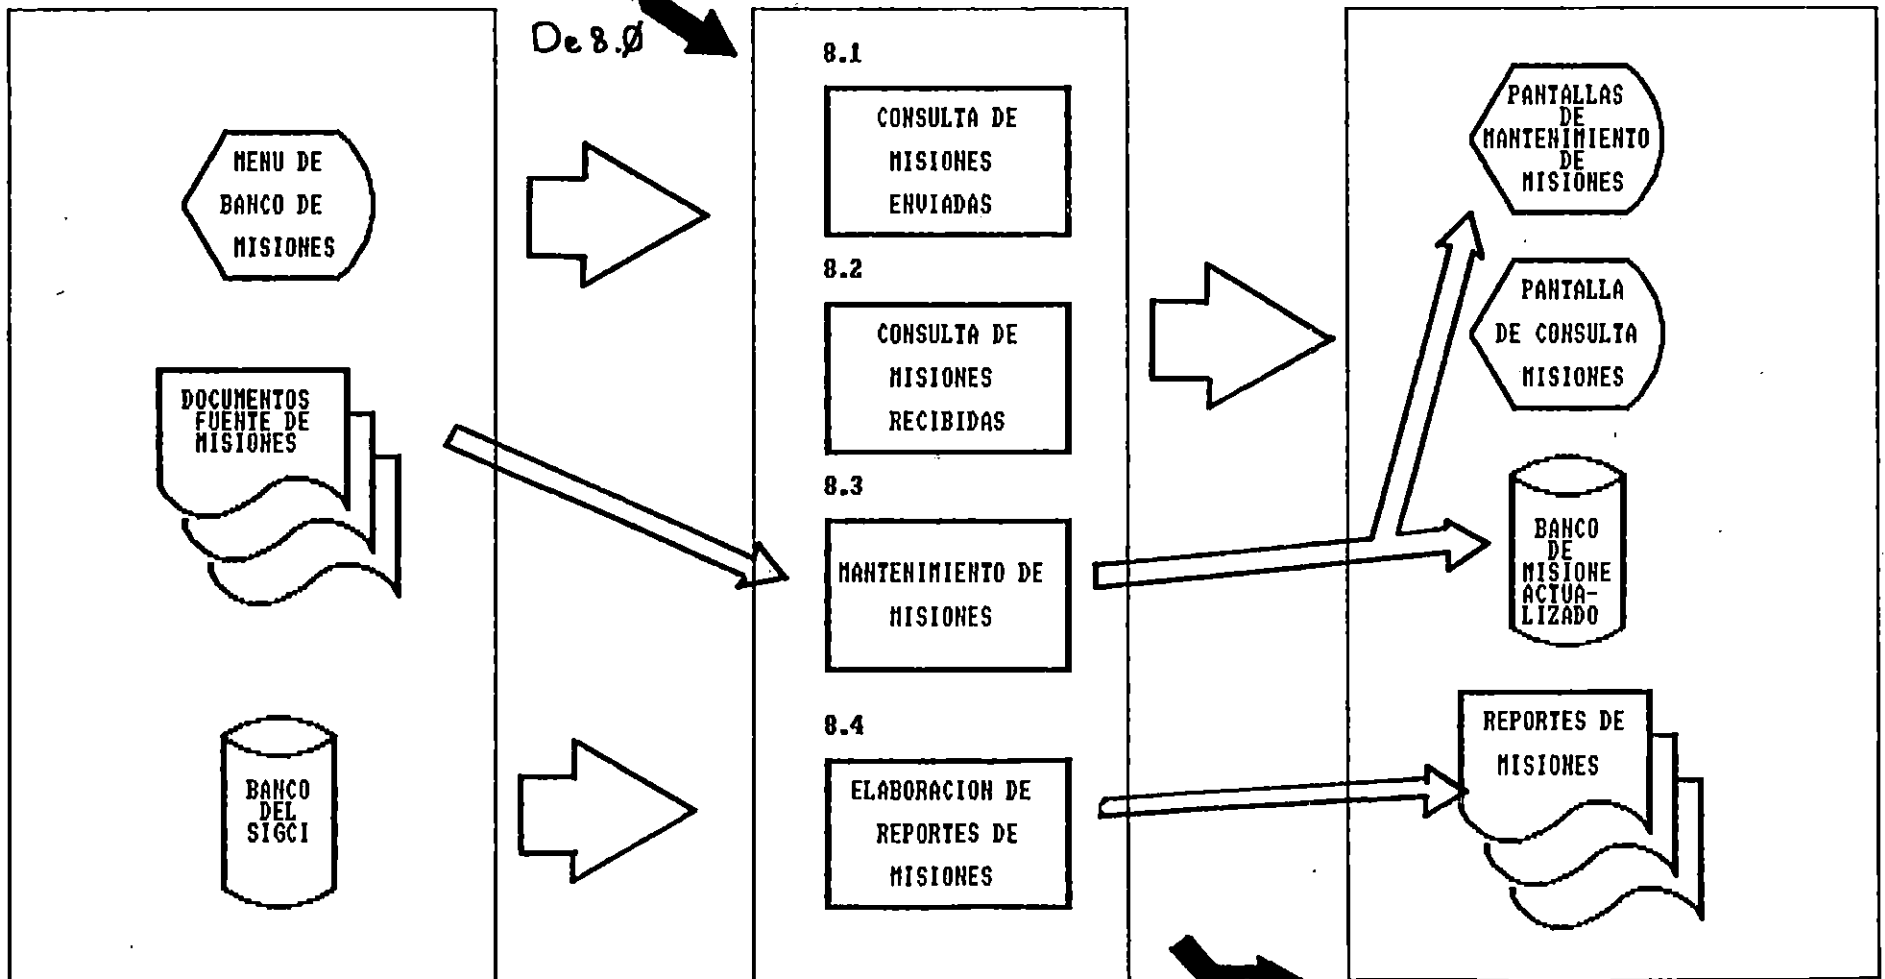 De 8.0
MENU DE
BANCO DE
MISIONES
DOCUMENTOS
FUENTE DE
MISIONES
BANCO
DEL
SIGCI
8.1
CONSULTA DE
MISIONES
ENVIADAS
8.2
CONSULTA DE
MISIONES
RECIBIDAS
8.3
MANTENIMIENTO DE
MISIONES
8.4
ELABORACION DE
REPORTES DE
MISIONES
PANTALLAS
DE
MANTENIMIENTO
DE
MISIONES
PANTALLA
DE CONSULTA
MISIONES
BANCO
DE
MISIONE
ACTUA-
LIZADO
REPORTES DE
MISIONES